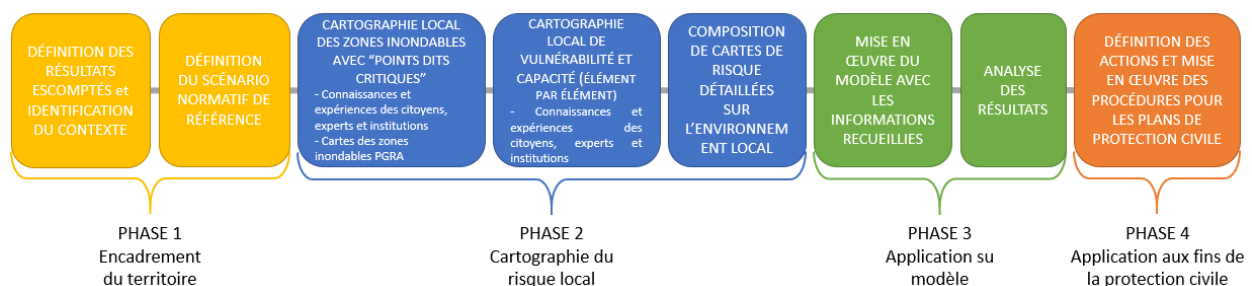 DÉFINITION DES
RÉSULTATS
ESCOMPTÉS et
IDENTIFICATION
DU CONTEXTE
DÉFINITION
DU SCÉNARIO
NORMATIF DE
RÉFÉRENCE
CARTOGRAPHIE LOCAL
DES ZONES INONDABLES
AVEC “POINTS DITS
CRITIQUES”
- Connaissances et
expériences des citoyens,
experts et institutions,
- Cartes des zones
inondables PGRA
CARTOGRAPHIE
LOCAL DE
VULNÉRABILITÉ ET
CAPACITÉ (ÉLÉMENT
PAR ÉLÉMENT)
- Connaissances et
expériences des
citoyens, experts et
institutions
COMPOSITION
DE CARTES DE
RISQUE
DÉTAILLÉES
SUR
L’ENVIRONNEM
ENT LOCAL
MISE EN
ŒUVRE DU
MODÈLE AVEC
LES
INFORMATIONS
RECUEILLIES
ANALYSE
DES
RÉSULTATS
DÉFINITION DES
ACTIONS ET MISE
EN ŒUVRE DES
PROCÉDURES POUR
LES PLANS DE
PROTECTION CIVILE
PHASE 1
Encadrement
du territoire
PHASE 2
Cartographie du
risque local
PHASE 3
Application su
modèle
PHASE 4
Application aux fins de
la protection civile